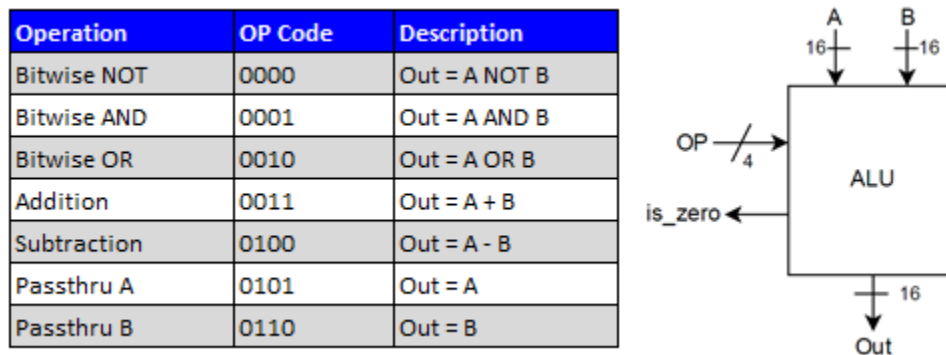 Operation OP Code Description
Bitwise NOT 0000 Out = A NOT B
Bitwise AND 0001 Out = A AND B
Bitwise OR 0010 Out = A OR B
Addition 0011 Out = A + B
Subtraction 0100 Out = A - B
Passthru A 0101 Out = A
Passthru B 0110 Out = B
A B
16 16
OP 4
ALU
is_zero
16
Out